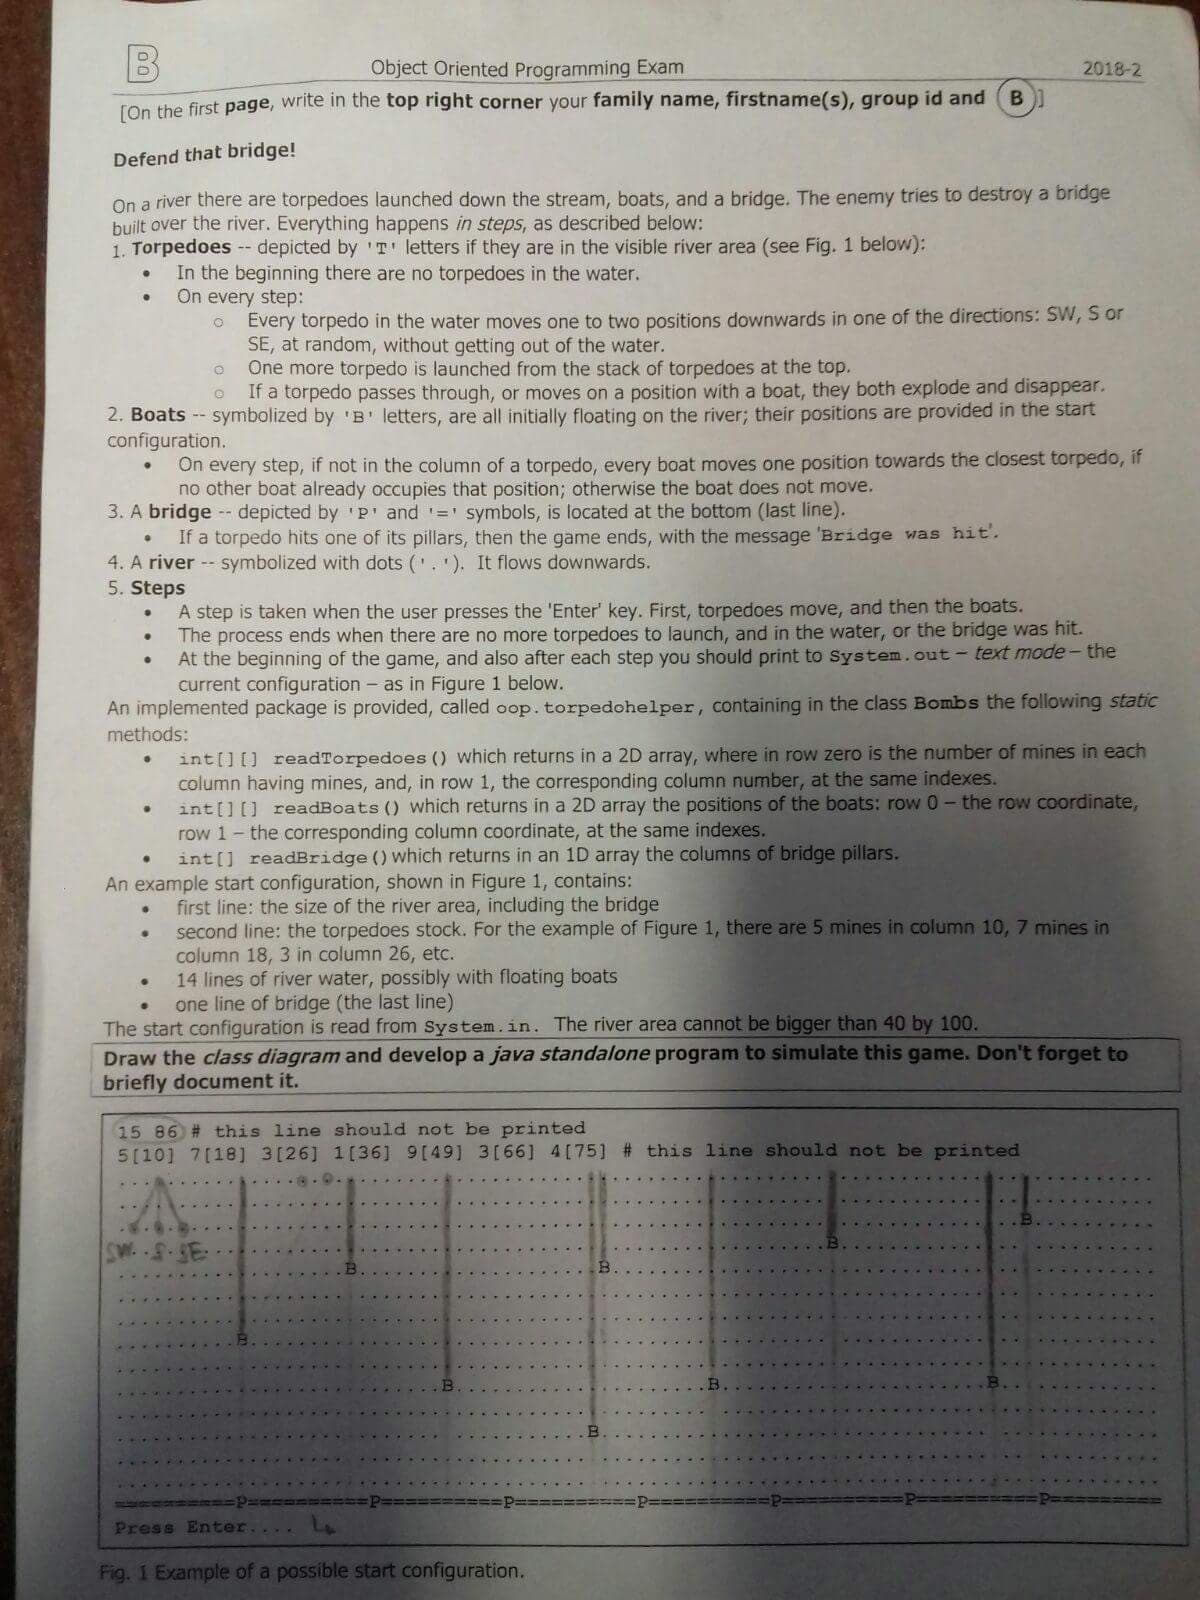 B
Object Oriented Programming Exam
2018-2
[On the first page, write in the top right corner your family name, firstname(s), group id and B]
Defend that bridge!
On a river there are torpedoes launched down the stream, boats, and a bridge. The enemy tries to destroy a bridge
built over the river. Everything happens in steps, as described below:
1. Torpedoes -- depicted by 'T' letters if they are in the visible river area (see Fig. 1 below):
• In the beginning there are no torpedoes in the water.
• On every step:
o Every torpedo in the water moves one to two positions downwards in one of the directions: SW, S or
SE, at random, without getting out of the water.
o One more torpedo is launched from the stack of torpedoes at the top.
o If a torpedo passes through, or moves on a position with a boat, they both explode and disappear.
2. Boats -- symbolized by 'B' letters, are all initially floating on the river; their positions are provided in the start
configuration.
• On every step, if not in the column of a torpedo, every boat moves one position towards the closest torpedo, if
no other boat already occupies that position; otherwise the boat does not move.
3. A bridge -- depicted by 'P' and '=' symbols, is located at the bottom (last line).
• If a torpedo hits one of its pillars, then the game ends, with the message 'Bridge was hit'.
4. A river -- symbolized with dots ('.'). It flows downwards.
5. Steps
• A step is taken when the user presses the 'Enter' key. First, torpedoes move, and then the boats.
• The process ends when there are no more torpedoes to launch, and in the water, or the bridge was hit.
• At the beginning of the game, and also after each step you should print to System.out – text mode – the
current configuration – as in Figure 1 below.
An implemented package is provided, called oop.torpedohelper, containing in the class Bombs the following static
methods:
• int[][] readTorpedoes() which returns in a 2D array, where in row zero is the number of mines in each
column having mines, and, in row 1, the corresponding column number, at the same indexes.
• int[][] readBoats() which returns in a 2D array the positions of the boats: row 0 – the row coordinate,
row 1 – the corresponding column coordinate, at the same indexes.
• int[] readBridge() which returns in an 1D array the columns of bridge pillars.
An example start configuration, shown in Figure 1, contains:
• first line: the size of the river area, including the bridge
• second line: the torpedoes stock. For the example of Figure 1, there are 5 mines in column 10, 7 mines in
column 18, 3 in column 26, etc.
• 14 lines of river water, possibly with floating boats
• one line of bridge (the last line)
The start configuration is read from System.in. The river area cannot be bigger than 40 by 100.
Draw the class diagram and develop a java standalone program to simulate this game. Don't forget to
briefly document it.
15 86 # this line should not be printed
5[10] 7[18] 3[26] 1[36] 9[49] 3[66] 4[75] # this line should not be printed
B
SW S SE B
B B
B
B B B
B
==========P==========P==========P==========P==========P==========P==========P=========
Press Enter....
Fig. 1 Example of a possible start configuration.